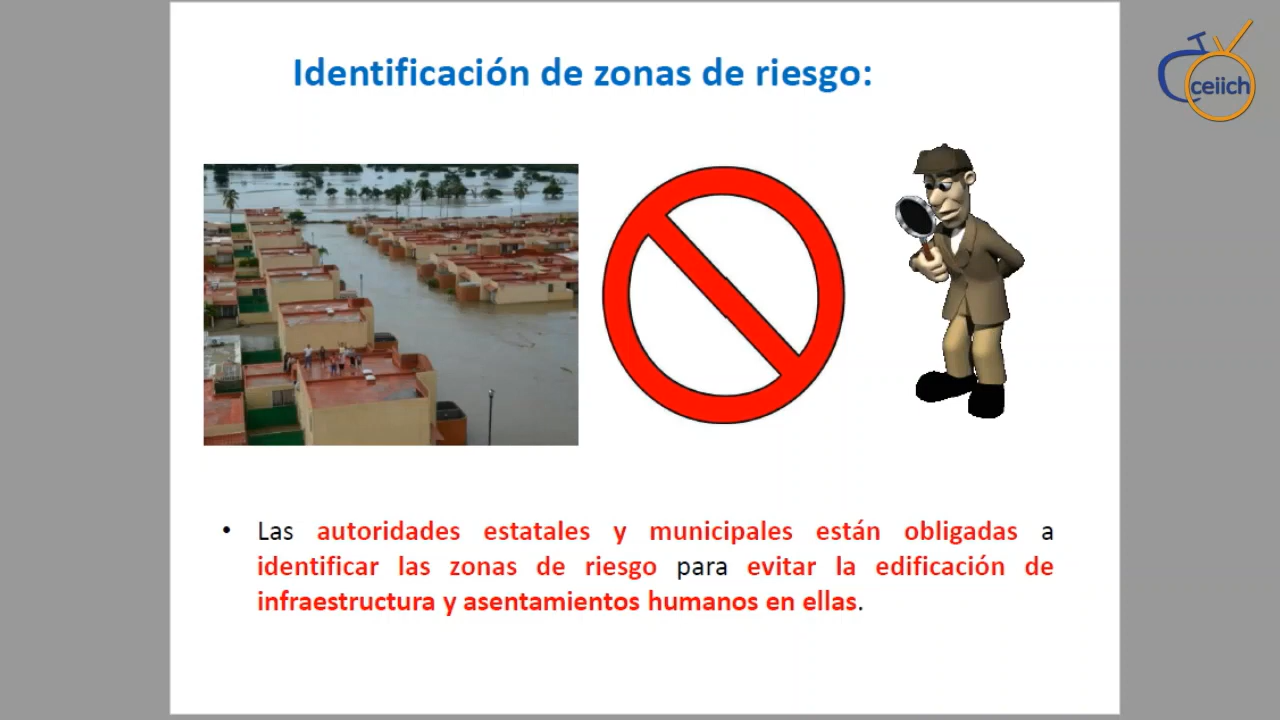 Identificación de zonas de riesgo:
ceiich
• Las autoridades estatales y municipales están obligadas a
identificar las zonas de riesgo para evitar la edificación de
infraestructura y asentamientos humanos en ellas.